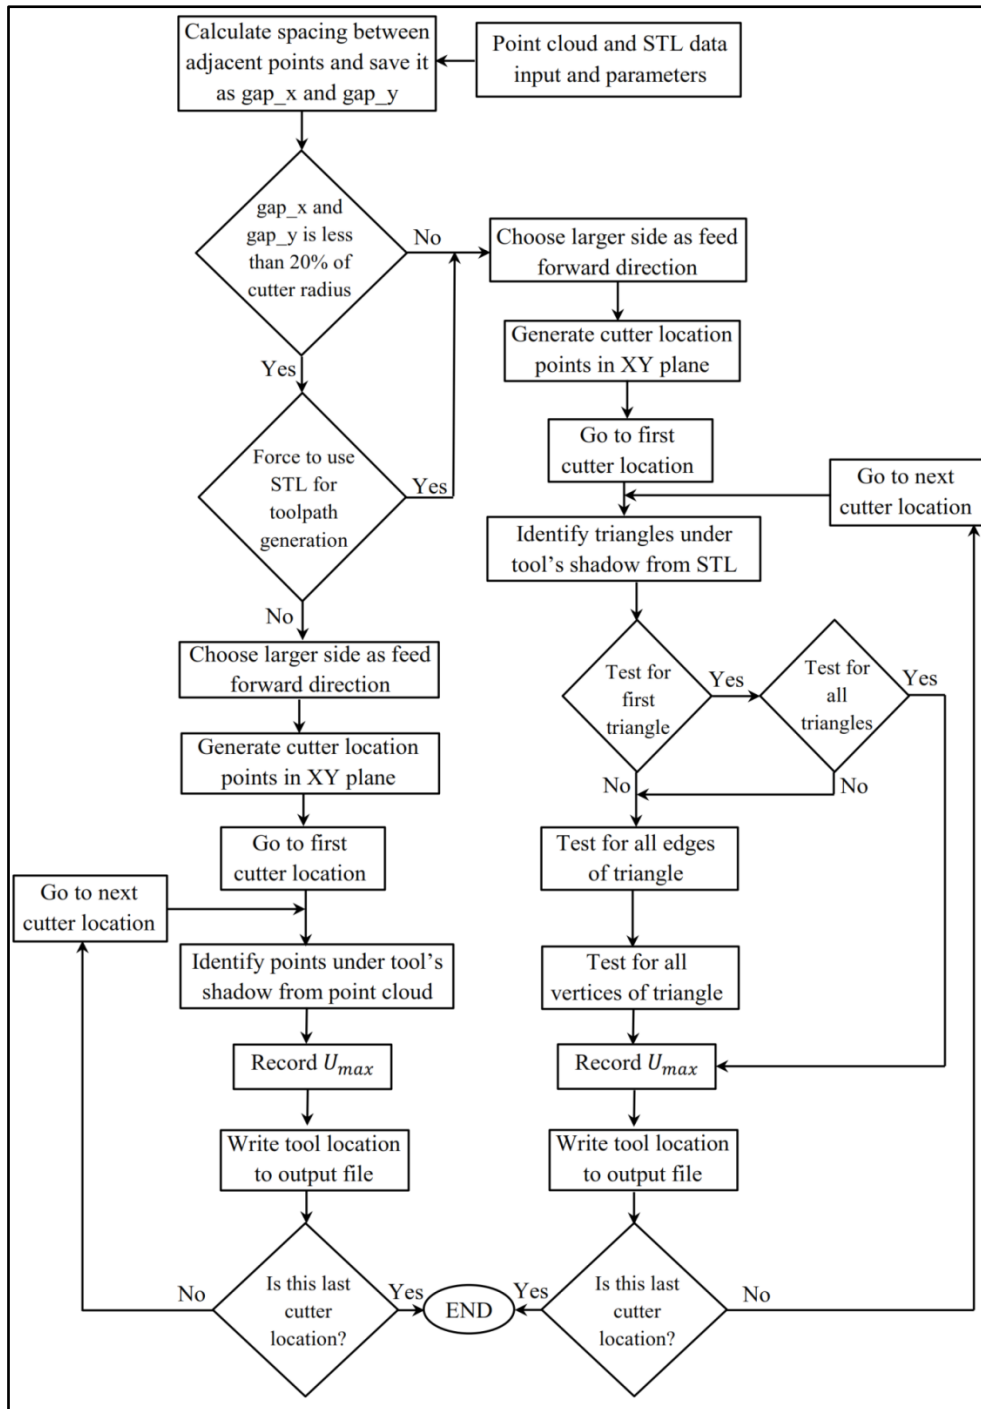 Calculate spacing between
adjacent points and save it
as gap_x and gap_y
Point cloud and STL data
input and parameters
gap_x and
gap_y is less
than 20% of
cutter radius
No
Yes
Choose larger side as feed
forward direction
Generate cutter location
points in XY plane
Force to use
STL for
toolpath
generation
Yes
No
Go to first
cutter location
Go to next
cutter location
Identify triangles under
tool's shadow from STL
Test for
first
triangle
Yes
No
Test for
all
triangles
Yes
No
Test for all edges
of triangle
Test for all
vertices of triangle
Record U_max
Write tool location
to output file
Is this last
cutter
location?
Yes
No
Choose larger side as feed
forward direction
Generate cutter location
points in XY plane
Go to first
cutter location
Go to next
cutter location
Identify points under tool's
shadow from point cloud
Record U_max
Write tool location
to output file
Is this last
cutter
location?
No
Yes
END